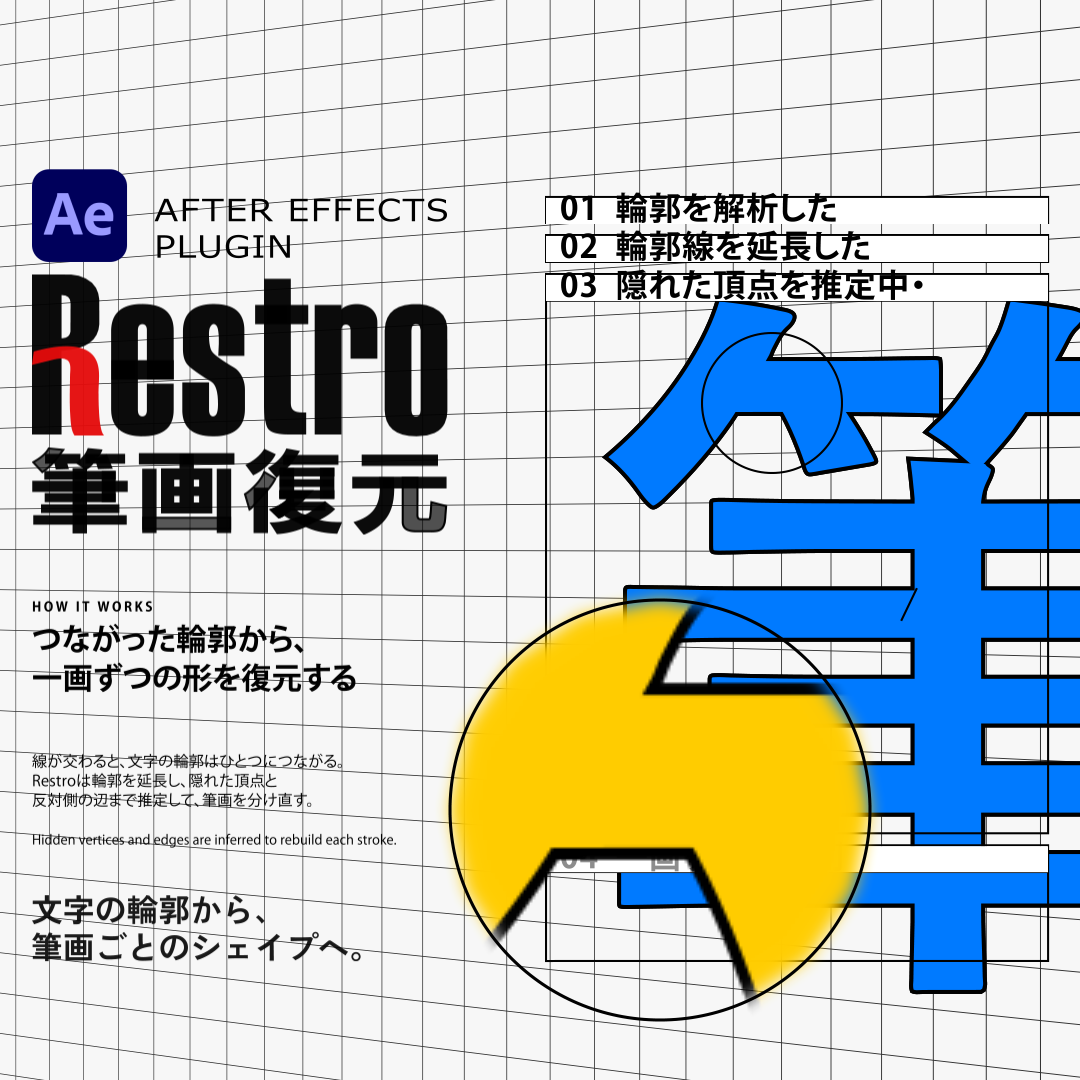 Ae
AFTER EFFECTS
PLUGIN
Restro
筆画復元
HOW IT WORKS
つながった輪郭から、
一画ずつの形を復元する
線が交わると、文字の輪郭はひとつにつながる。
Restroは輪郭を延長し、隠れた頂点と
反対側の辺まで推定して、筆画を分け直す。
Hidden vertices and edges are inferred to rebuild each stroke.
文字の輪郭から、
筆画ごとのシェイプへ。
01 輪郭を解析した
02 輪郭線を延長した
03 隠れた頂点を推定中・
筆
04 画